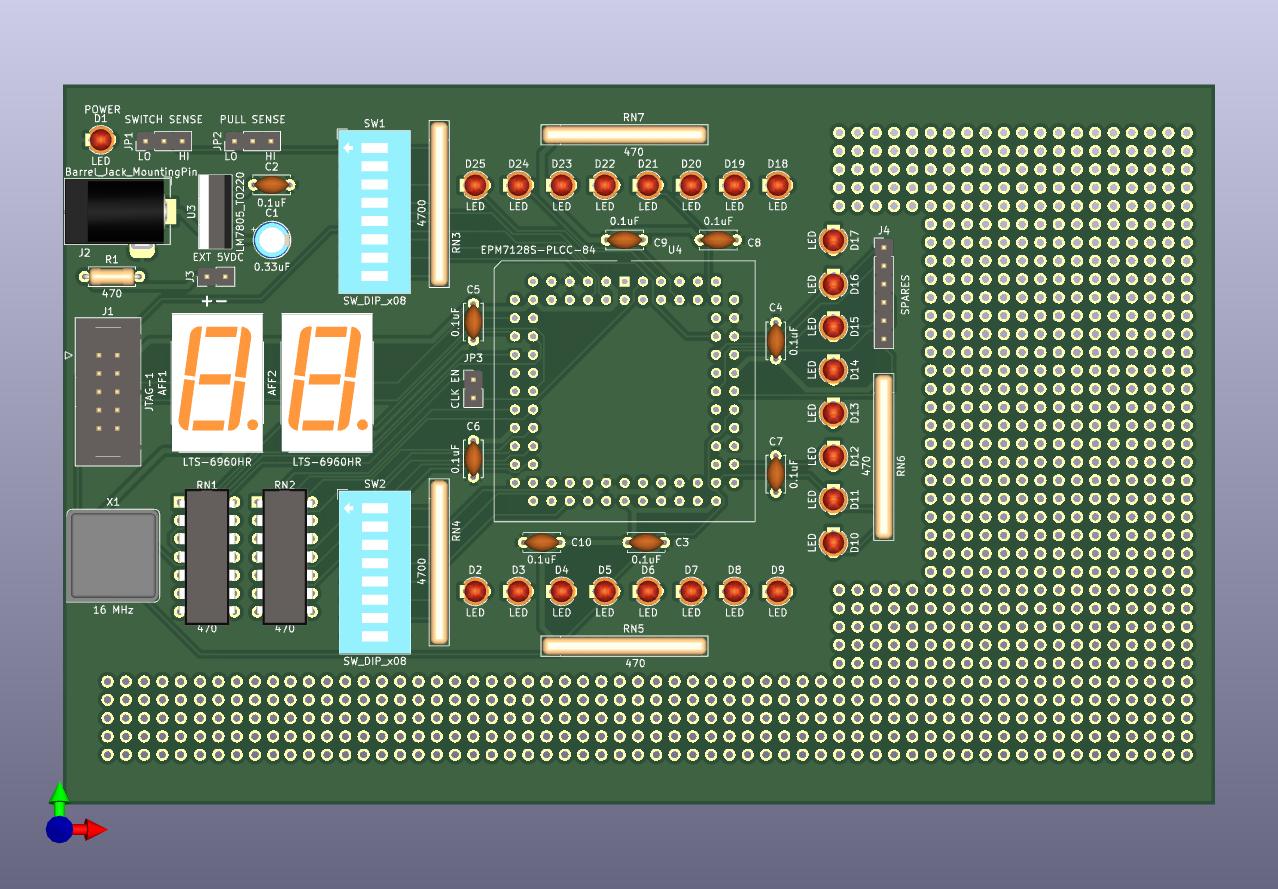 POWER
D1
LED
SWITCH SENSE
JP1
LO
HI
PULL SENSE
JP2
LO
HI
Barrel_Jack_MountingPin
J2
U3
LM7805_TO220
C2
0.1uF
C1
+
0.33uF
EXT 5VDC
J3
+ -
R1
470
J1
JTAG-1
AFF1
LTS-6960HR
AFF2
LTS-6960HR
X1
16 MHz
RN1
470
RN2
470
SW1
SW_DIP_x08
4700
RN3
SW2
SW_DIP_x08
4700
RN4
RN7
470
D25
LED
D24
LED
D23
LED
D22
LED
D21
LED
D20
LED
D19
LED
D18
LED
0.1uF
C9
0.1uF
C8
EPM7128S-PLCC-84
U4
C5
0.1uF
JP3
CLK EN
C6
0.1uF
C4
0.1uF
C7
0.1uF
0.1uF
C10
0.1uF
C3
D2
LED
D3
LED
D4
LED
D5
LED
D6
LED
D7
LED
D8
LED
D9
LED
RN5
470
LED
D17
LED
D16
LED
D15
LED
D14
LED
D13
LED
D12
LED
D11
LED
D10
J4
SPARES
470
RN6